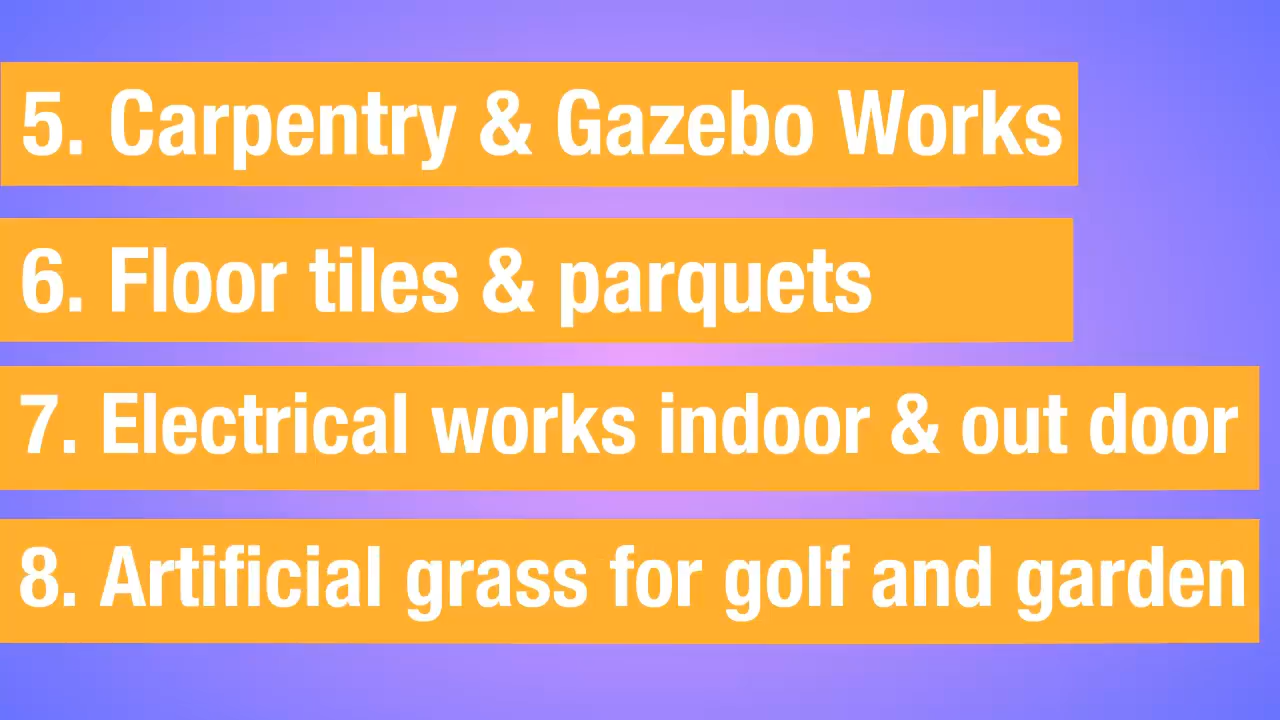 5. Carpentry & Gazebo Works
6. Floor tiles & parquets
7. Electrical works indoor & out door
8. Artificial grass for golf and garden